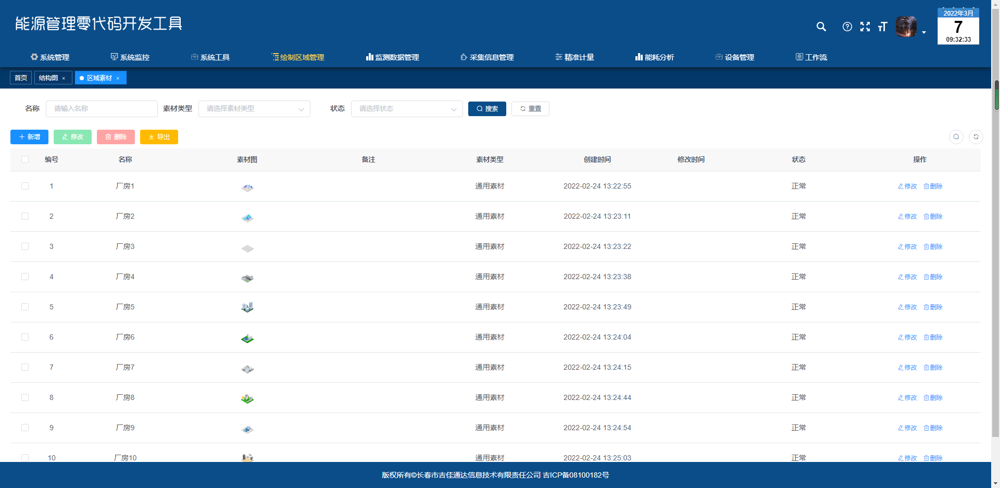 能源管理零代码开发工具
2022年3月
7
09:32:33
系统管理 系统监控 系统工具 绘制区域管理 监测数据管理 采集信息管理 精准计量 能耗分析 设备管理 工作流
首页 结构图 × 区域素材 ×
名称 请输入名称 素材类型 请选择素材类型 状态 请选择状态 搜索 重置
新增 修改 删除 导出
编号 名称 素材图 备注 素材类型 创建时间 修改时间 状态 操作
1 厂房1 通用素材 2022-02-24 13:22:55 正常 修改 删除
2 厂房2 通用素材 2022-02-24 13:23:11 正常 修改 删除
3 厂房3 通用素材 2022-02-24 13:23:22 正常 修改 删除
4 厂房4 通用素材 2022-02-24 13:23:38 正常 修改 删除
5 厂房5 通用素材 2022-02-24 13:23:49 正常 修改 删除
6 厂房6 通用素材 2022-02-24 13:24:04 正常 修改 删除
7 厂房7 通用素材 2022-02-24 13:24:15 正常 修改 删除
8 厂房8 通用素材 2022-02-24 13:24:44 正常 修改 删除
9 厂房9 通用素材 2022-02-24 13:24:54 正常 修改 删除
10 厂房10 通用素材 2022-02-24 13:25:03 正常 修改 删除
版权所有©长春市吉佳通达信息技术有限责任公司 吉ICP备08100182号